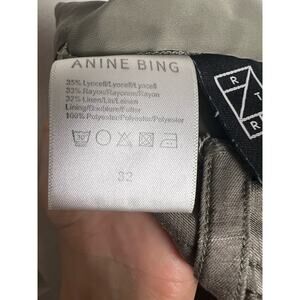 ANINE BING
35% Lyocell/Lyocell/Lyocell
33% Rayon/Rayonne/Rayon
32% Linen/Lin/Leinen
Lining/Doublure/Futter
100% Polyester/Polyester/Polyester
32
R
T
R